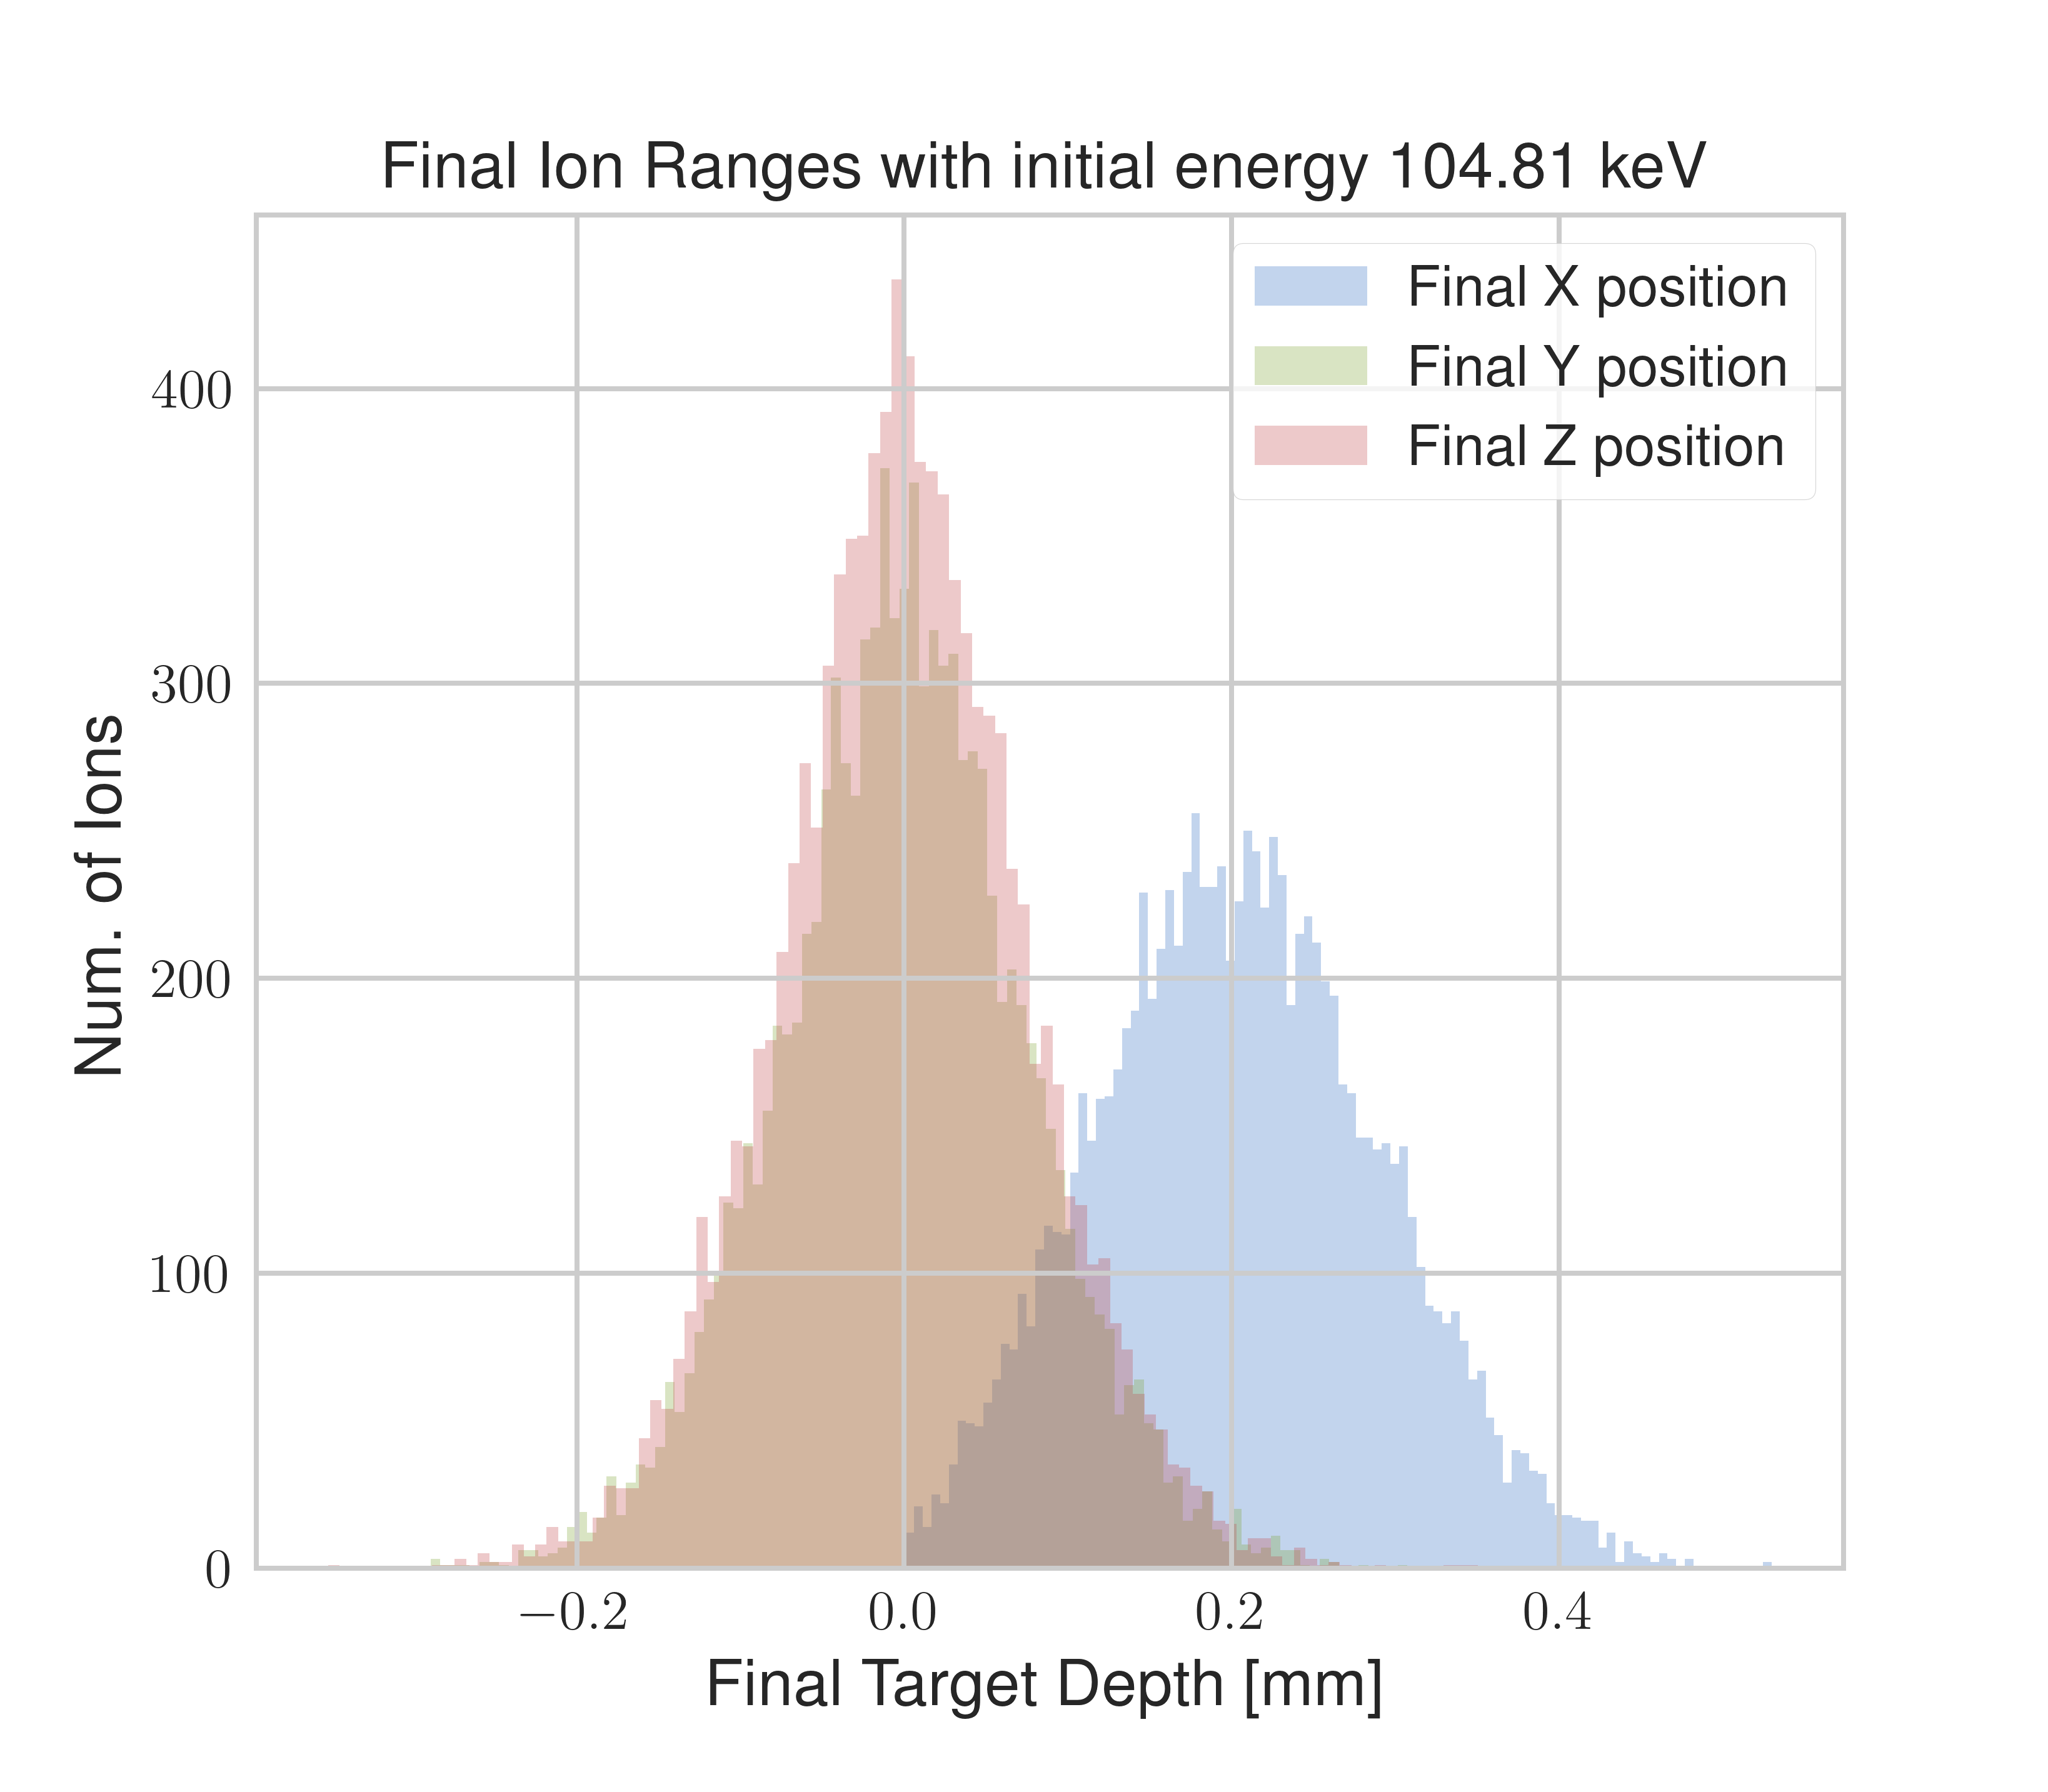 Final Ion Ranges with initial energy 104.81 keV
Final X position
Final Y position
Final Z position
400
300
200
100
0
Num. of Ions
−0.2 0.0 0.2 0.4
Final Target Depth [mm]